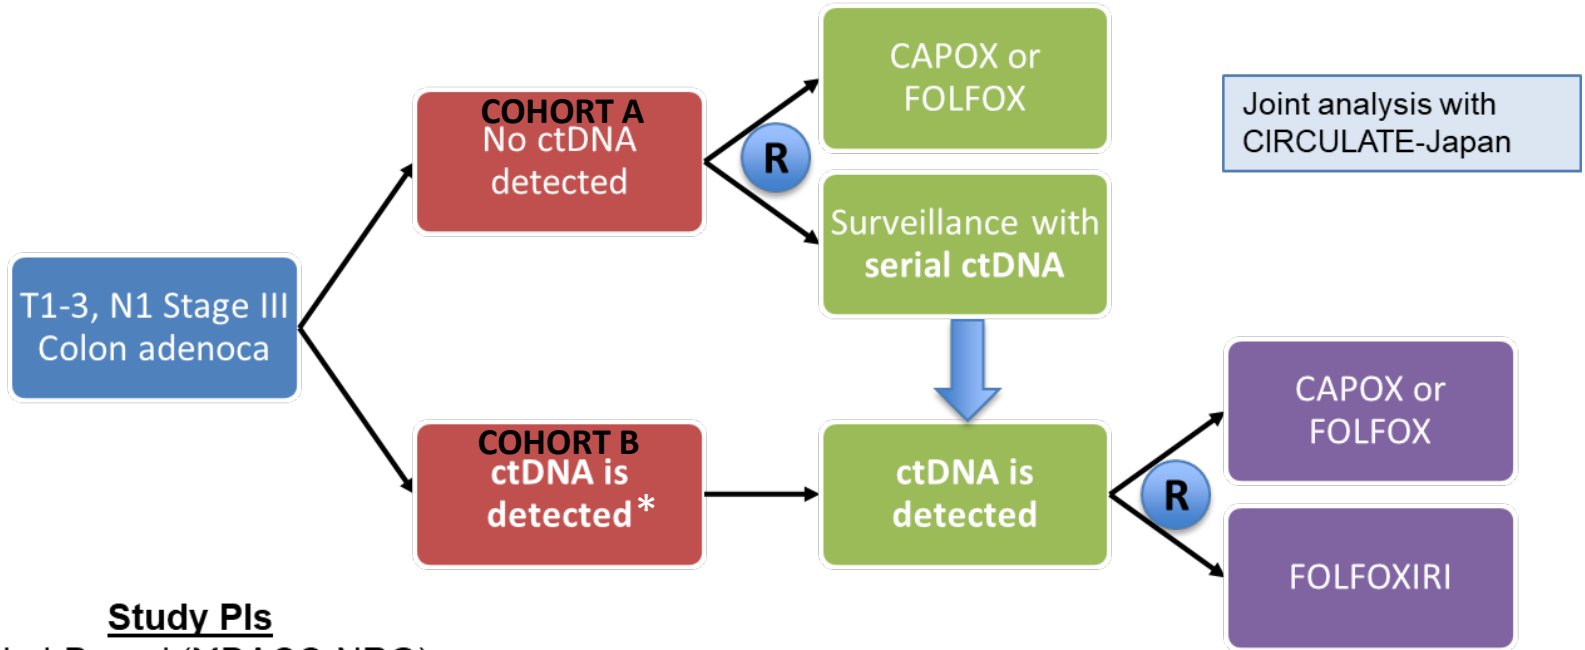 T1-3, N1 Stage III
Colon adenoca
COHORT A
No ctDNA
detected
R
CAPOX or
FOLFOX
Surveillance with
serial ctDNA
Joint analysis with
CIRCULATE-Japan
COHORT B
ctDNA is
detected*
ctDNA is
detected
R
CAPOX or
FOLFOX
FOLFOXIRI
Study PIs